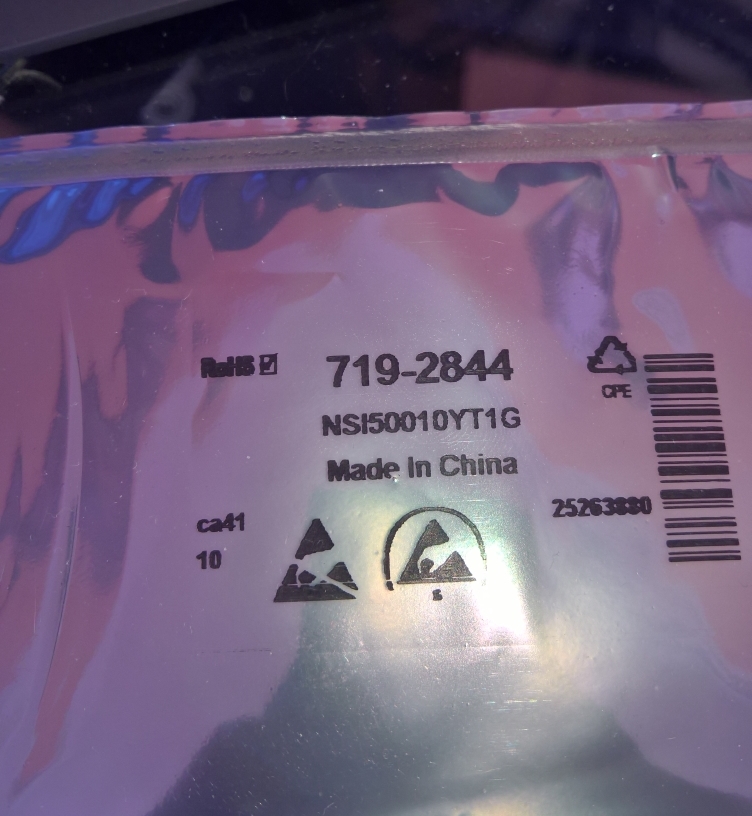 RoHS ☑ 719-2844
CPE
NSI50010YT1G
Made In China
25263880
ca41
10
s